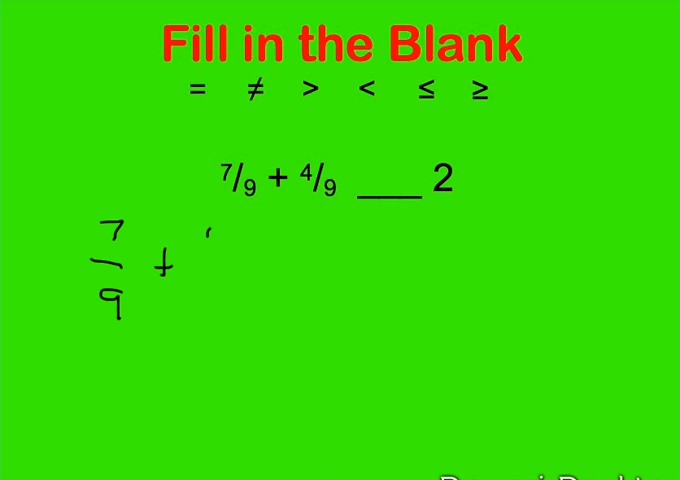 Fill in the Blank
= ≠ > < ≤ ≥
⁷/₉ + ⁴/₉ ___ 2
7
— +
9